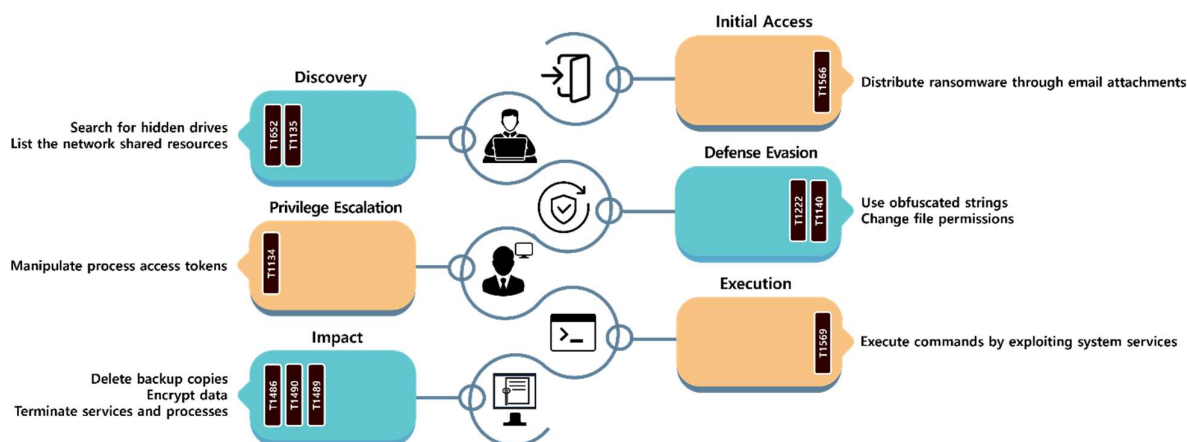 Initial Access
T1566
Distribute ransomware through email attachments
Discovery
Search for hidden drives
List the network shared resources
T1652
T1135
Defense Evasion
T1222
T1140
Use obfuscated strings
Change file permissions
Privilege Escalation
Manipulate process access tokens
T1134
Execution
T1569
Execute commands by exploiting system services
Impact
Delete backup copies
Encrypt data
Terminate services and processes
T1486
T1490
T1489